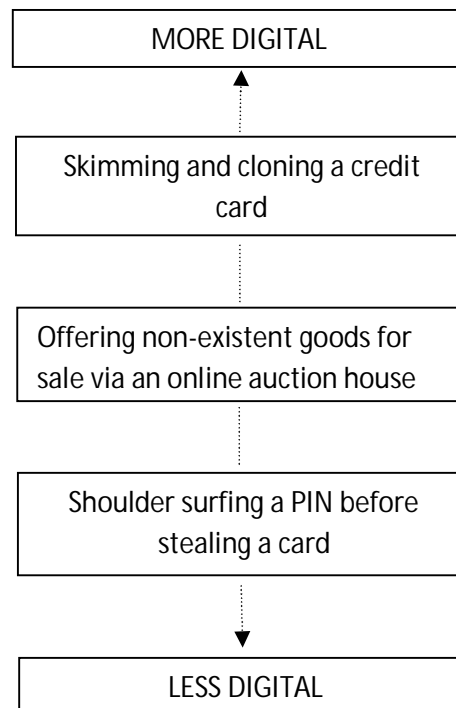 MORE DIGITAL
Skimming and cloning a credit
card
Offering non-existent goods for
sale via an online auction house
Shoulder surfing a PIN before
stealing a card
LESS DIGITAL